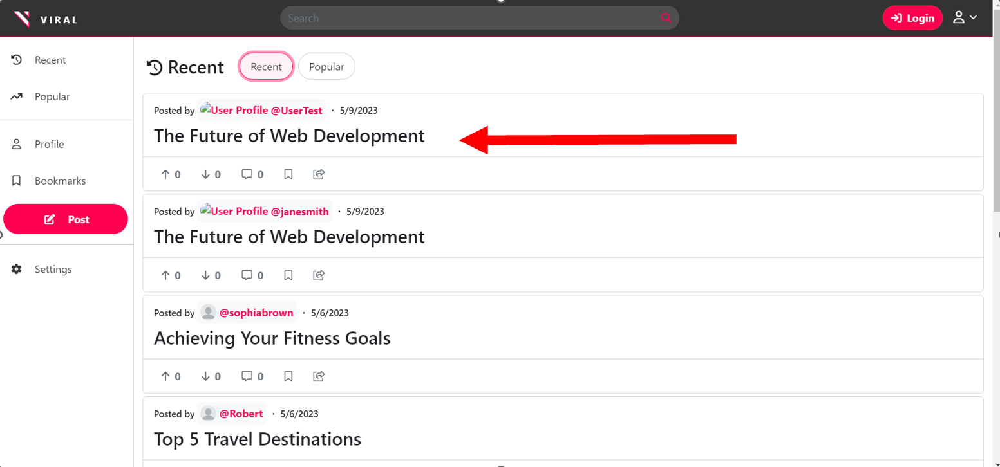 VIRAL
Search
Login
Recent
Popular
Profile
Bookmarks
Post
Settings
Recent
Recent
Popular
Posted by User Profile @UserTest · 5/9/2023
The Future of Web Development
0 0 0
Posted by User Profile @janesmith · 5/9/2023
The Future of Web Development
0 0 0
Posted by @sophiabrown · 5/6/2023
Achieving Your Fitness Goals
0 0 0
Posted by @Robert · 5/6/2023
Top 5 Travel Destinations